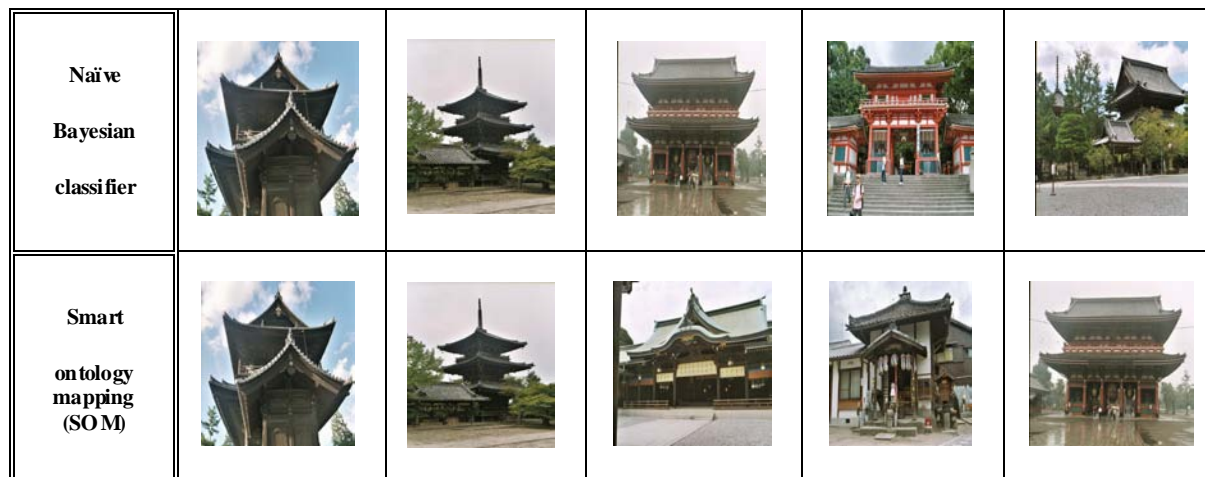 Naïve
Bayesian
classifier
Smart
ontology
mapping
(SOM)